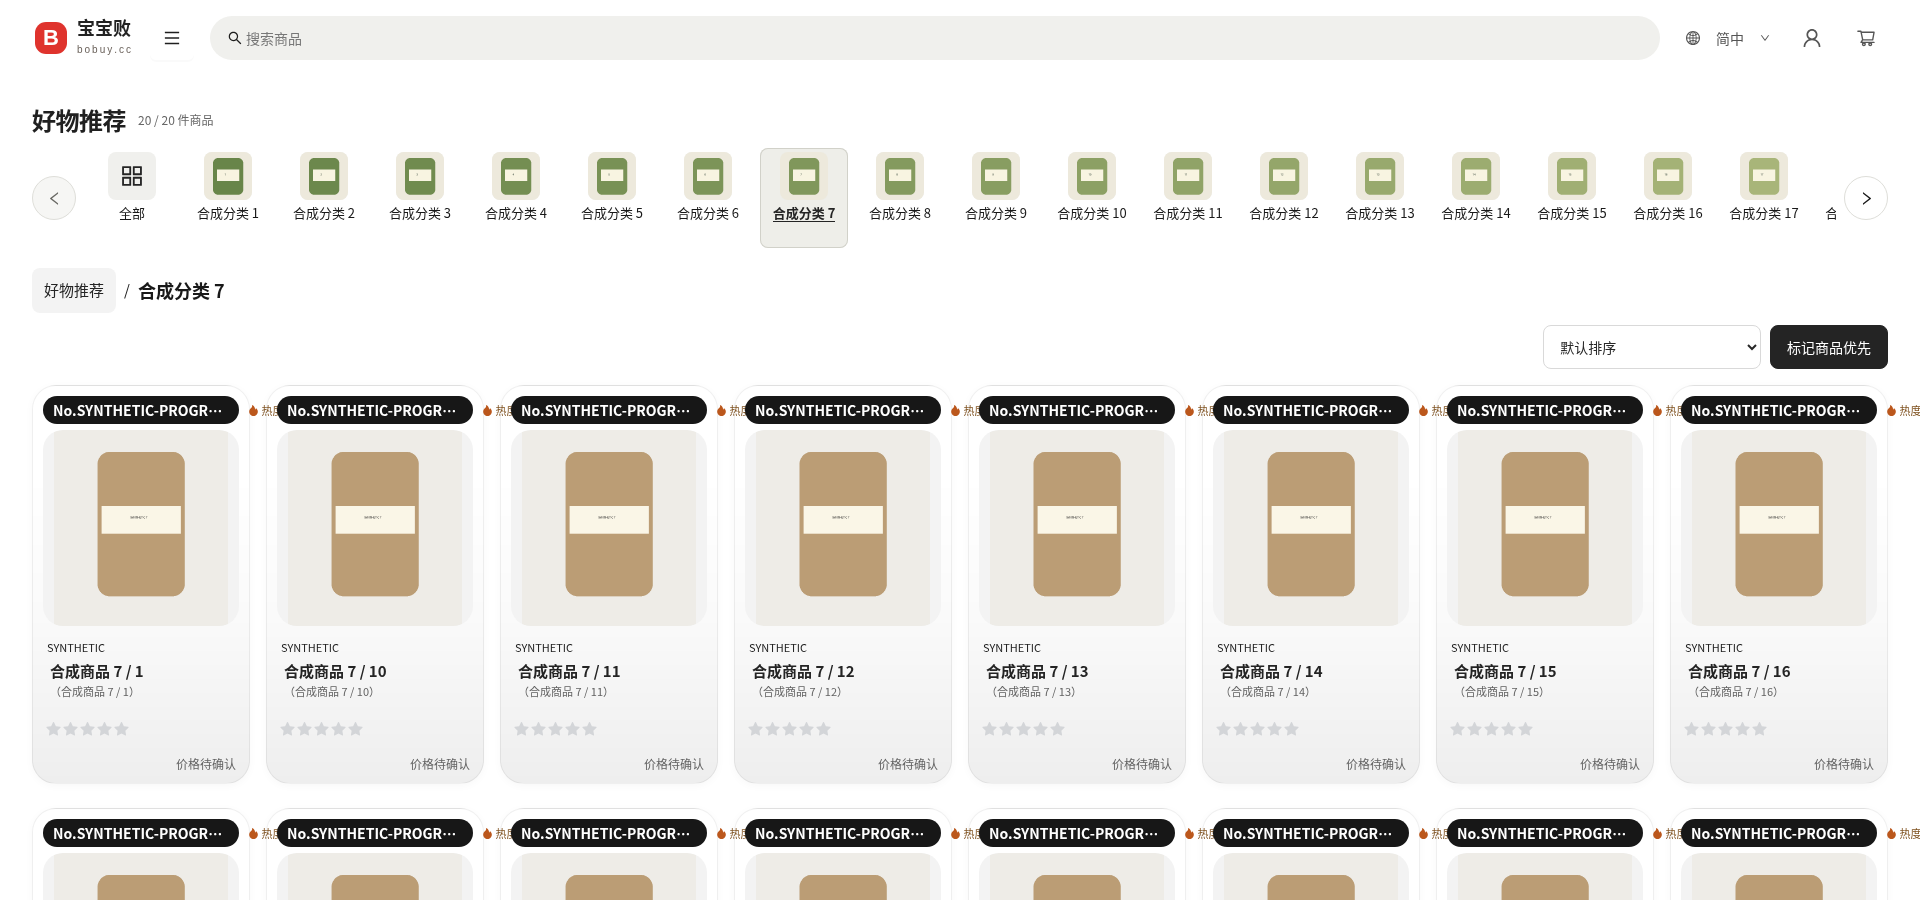 B 宝宝败
bobuy.cc
搜索商品
简中
好物推荐 20 / 20 件商品
全部 合成分类 1 合成分类 2 合成分类 3 合成分类 4 合成分类 5 合成分类 6 合成分类 7 合成分类 8 合成分类 9 合成分类 10 合成分类 11 合成分类 12 合成分类 13 合成分类 14 合成分类 15 合成分类 16 合成分类 17 合
好物推荐 / 合成分类 7
默认排序 标记商品优先
No.SYNTHETIC-PROGR… 热 No.SYNTHETIC-PROGR… 热 No.SYNTHETIC-PROGR… 热 No.SYNTHETIC-PROGR… 热 No.SYNTHETIC-PROGR… 热 No.SYNTHETIC-PROGR… 热 No.SYNTHETIC-PROGR… 热 No.SYNTHETIC-PROGR… 热度
SYNTHETIC SYNTHETIC SYNTHETIC SYNTHETIC SYNTHETIC SYNTHETIC SYNTHETIC SYNTHETIC
合成商品 7 / 1 合成商品 7 / 10 合成商品 7 / 11 合成商品 7 / 12 合成商品 7 / 13 合成商品 7 / 14 合成商品 7 / 15 合成商品 7 / 16
（合成商品 7 / 1） （合成商品 7 / 10） （合成商品 7 / 11） （合成商品 7 / 12） （合成商品 7 / 13） （合成商品 7 / 14） （合成商品 7 / 15） （合成商品 7 / 16）
价格待确认 价格待确认 价格待确认 价格待确认 价格待确认 价格待确认 价格待确认 价格待确认
No.SYNTHETIC-PROGR… 热 No.SYNTHETIC-PROGR… 热 No.SYNTHETIC-PROGR… 热 No.SYNTHETIC-PROGR… 热 No.SYNTHETIC-PROGR… 热 No.SYNTHETIC-PROGR… 热 No.SYNTHETIC-PROGR… 热 No.SYNTHETIC-PROGR… 热度